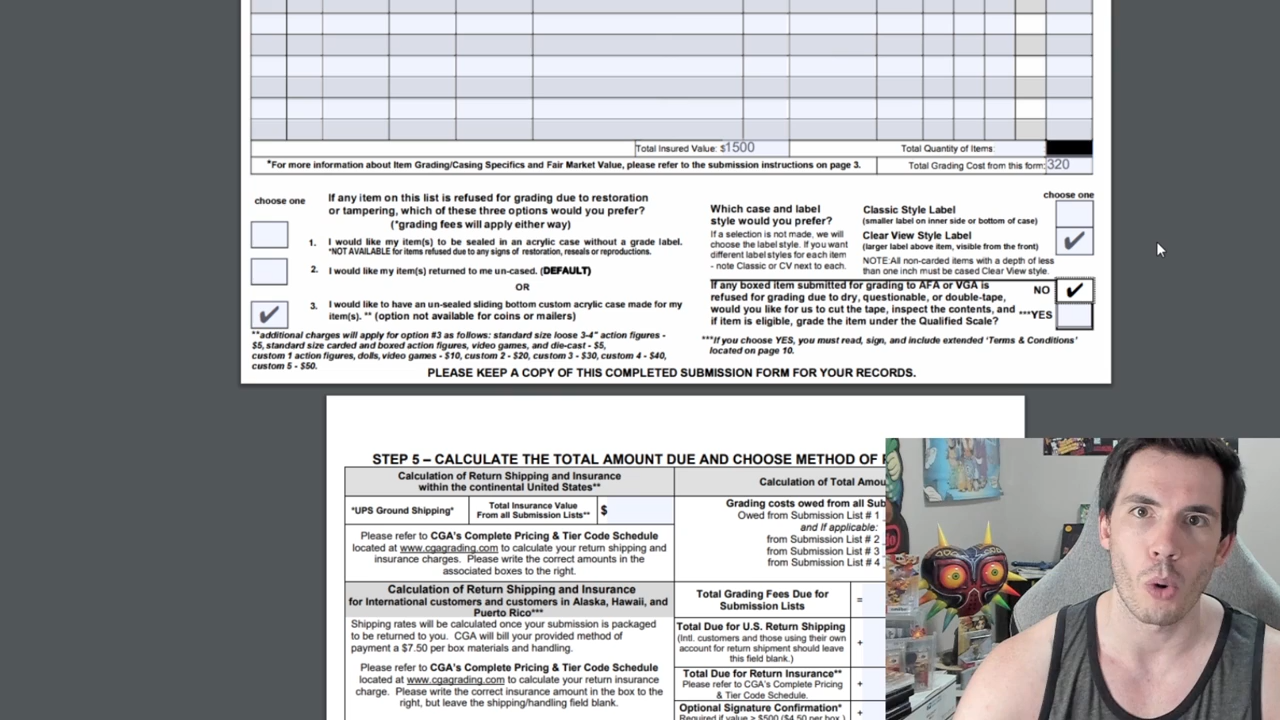 Total Insured Value: $1500
Total Quantity of Items:
*For more information about Item Grading/Casing Specifics and Fair Market Value, please refer to the submission instructions on page 3.
Total Grading Cost from this form: 320
choose one
If any item on this list is refused for grading due to restoration
or tampering, which of these three options would you prefer?
(*grading fees will apply either way)
1. I would like my item(s) to be sealed in an acrylic case without a grade label.
*NOT AVAILABLE for items refused due to any signs of restoration, reseals or reproductions.
2. I would like my item(s) returned to me un-cased. (DEFAULT)
OR
3. I would like to have an un-sealed sliding bottom custom acrylic case made for my
item(s). ** (option not available for coins or mailers)
**additional charges will apply for option #3 as follows: standard size loose 3-4" action figures -
$5, standard size carded and boxed action figures, video games, and die-cast - $5,
custom 1 action figures, dolls, video games - $10, custom 2 - $20, custom 3 - $30, custom 4 - $40,
custom 5 - $50.
choose one
Which case and label
style would you prefer?
If a selection is not made, we will
choose the label style. If you want
different label styles for each item
- note Classic or CV next to each.
Classic Style Label
(smaller label on inner side or bottom of case)
Clear View Style Label
(larger label above item, visible from the front)
NOTE:All non-carded items with a depth of less
than one inch must be cased Clear View style.
If any boxed item submitted for grading to AFA or VGA is
refused for grading due to dry, questionable, or double-tape,
would you like for us to cut the tape, inspect the contents, and
if item is eligible, grade the item under the Qualified Scale?
NO
***YES
***If you choose YES, you must read, sign, and include extended 'Terms & Conditions'
located on page 10.
PLEASE KEEP A COPY OF THIS COMPLETED SUBMISSION FORM FOR YOUR RECORDS.
STEP 5 – CALCULATE THE TOTAL AMOUNT DUE AND CHOOSE METHOD OF
Calculation of Return Shipping and Insurance
within the continental United States**
*UPS Ground Shipping*
Total Insurance Value
From all Submission Lists**
$
Please refer to CGA's Complete Pricing & Tier Code Schedule
located at www.cgagrading.com to calculate your return shipping and
insurance charges. Please write the correct amounts in the
associated boxes to the right.
Calculation of Return Shipping and Insurance
for International customers and customers in Alaska, Hawaii, and
Puerto Rico***
Shipping rates will be calculated once your submission is packaged
to be returned to you. CGA will bill your provided method of
payment a $7.50 per box materials and handling.
Please refer to CGA's Complete Pricing & Tier Code Schedule
located at www.cgagrading.com to calculate your return insurance
charge. Please write the correct insurance amount in the box to the
right, but leave the shipping/handling field blank.
Calculation of Total
Grading costs owed from all
Owed from Submission List # 1
and If applicable:
from Submission List # 2
from Submission List # 3
from Submission List # 4
Total Grading Fees Due for
Submission Lists
=
Total Due for U.S. Return Shipping
(Intl. customers and those using their own
account for return shipment should leave
this field blank.)
+
Total Due for Return Insurance**
Please refer to CGA's Complete Pricing
& Tier Code Schedule.
+
Optional Signature Confirmation*
Required if value > $500 ($4.50 per box)
+